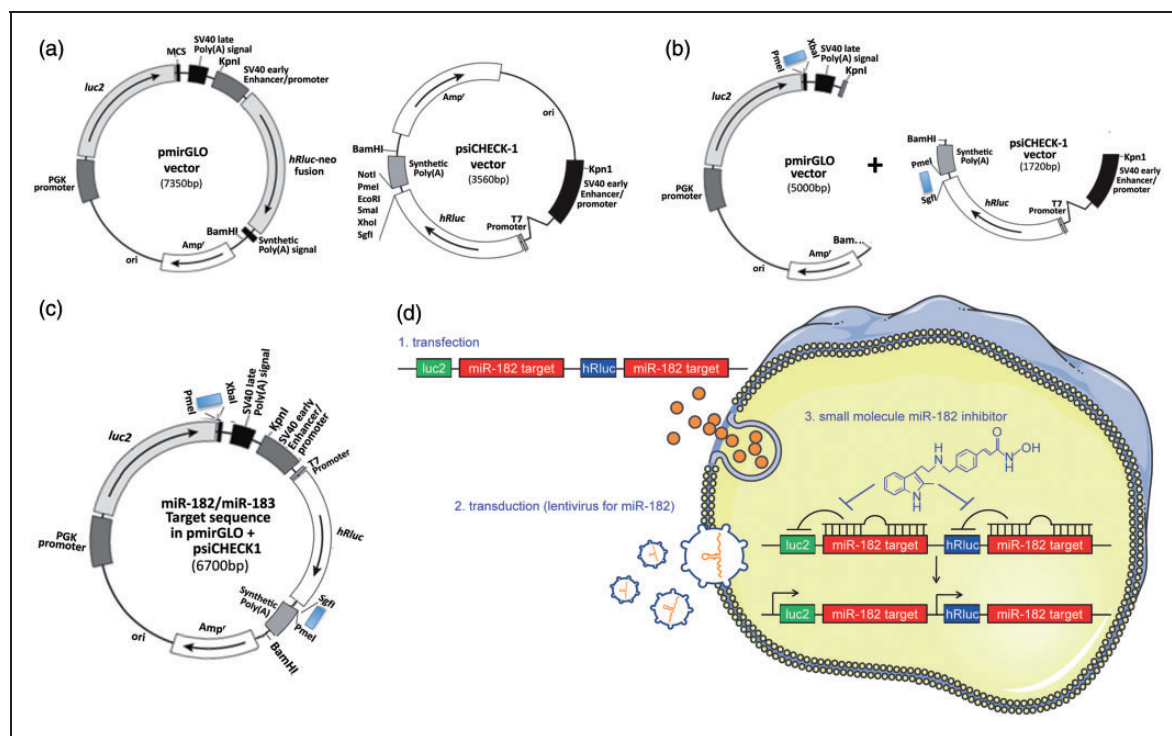 (a)
MCS
SV40 late
Poly(A) signal
KpnI
SV40 early
Enhancer/promoter
luc2
pmirGLO
vector
(7350bp)
hRluc-neo
fusion
PGK
promoter
BamHI
Synthetic
Poly(A) signal
Ampʳ
ori
Ampʳ
ori
BamHI
Synthetic
Poly(A)
psiCHECK-1
vector
(3560bp)
Kpn1
SV40 early
Enhancer/
promoter
NotI
PmeI
EcoRI
SmaI
XhoI
SgfI
hRluc
T7
Promoter
(b)
PmeI
XbaI
SV40 late
Poly(A) signal
KpnI
luc2
pmirGLO
vector
(5000bp)
PGK
promoter
Bam...
Ampʳ
ori
+
BamHI
Synthetic
Poly(A)
PmeI
SgfI
psiCHECK-1
vector
(1720bp)
Kpn1
SV40 early
Enhancer/
promoter
hRluc
T7
Promoter
(c)
PmeI
XbaI
SV40 late
Poly(A) signal
KpnI
SV40 early
Enhancer/
promoter
T7
Promoter
luc2
miR-182/miR-183
Target sequence
in pmirGLO +
psiCHECK1
(6700bp)
hRluc
PGK
promoter
Synthetic
Poly(A)
SgfI
PmeI
BamHI
Ampʳ
ori
(d)
1. transfection
luc2 miR-182 target hRluc miR-182 target
3. small molecule miR-182 inhibitor
HN
O
N
H
OH
N
H
2. transduction (lentivirus for miR-182)
luc2 miR-182 target hRluc miR-182 target
luc2 miR-182 target hRluc miR-182 target